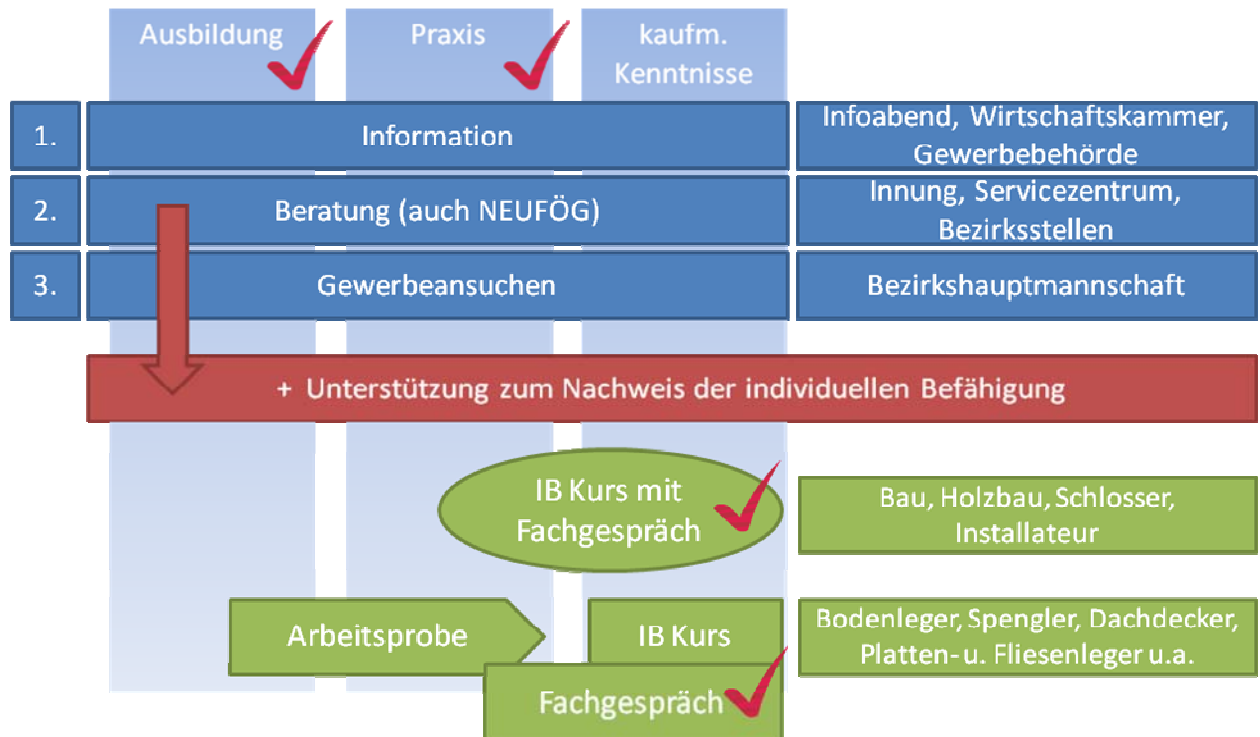 Ausbildung
Praxis
kaufm.
Kenntnisse
1.
Information
Infoabend, Wirtschaftskammer,
Gewerbebehörde
2.
Beratung (auch NEUFÖG)
Innung, Servicezentrum,
Bezirksstellen
3.
Gewerbeansuchen
Bezirkshauptmannschaft
+ Unterstützung zum Nachweis der individuellen Befähigung
IB Kurs mit
Fachgespräch
Bau, Holzbau, Schlosser,
Installateur
Arbeitsprobe
IB Kurs
Bodenleger, Spengler, Dachdecker,
Platten- u. Fliesenleger u.a.
Fachgespräch